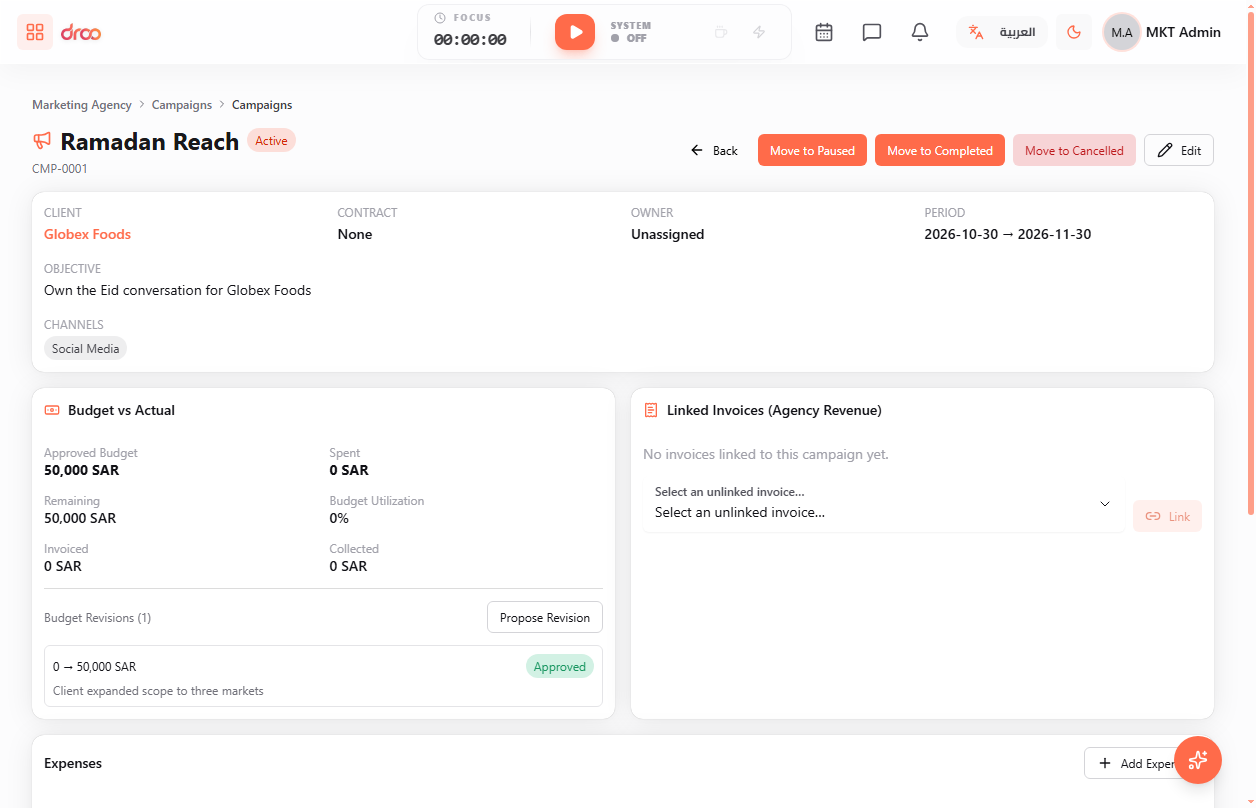 droo
FOCUS
00:00:00
SYSTEM
OFF
العربية
M.A
MKT Admin
Marketing Agency > Campaigns > Campaigns
Ramadan Reach
Active
CMP-0001
Back
Move to Paused
Move to Completed
Move to Cancelled
Edit
CLIENT
Globex Foods
CONTRACT
None
OWNER
Unassigned
PERIOD
2026-10-30 → 2026-11-30
OBJECTIVE
Own the Eid conversation for Globex Foods
CHANNELS
Social Media
Budget vs Actual
Approved Budget
50,000 SAR
Spent
0 SAR
Remaining
50,000 SAR
Budget Utilization
0%
Invoiced
0 SAR
Collected
0 SAR
Budget Revisions (1)
Propose Revision
0 → 50,000 SAR
Approved
Client expanded scope to three markets
Linked Invoices (Agency Revenue)
No invoices linked to this campaign yet.
Select an unlinked invoice...
Select an unlinked invoice...
Link
Expenses
Add